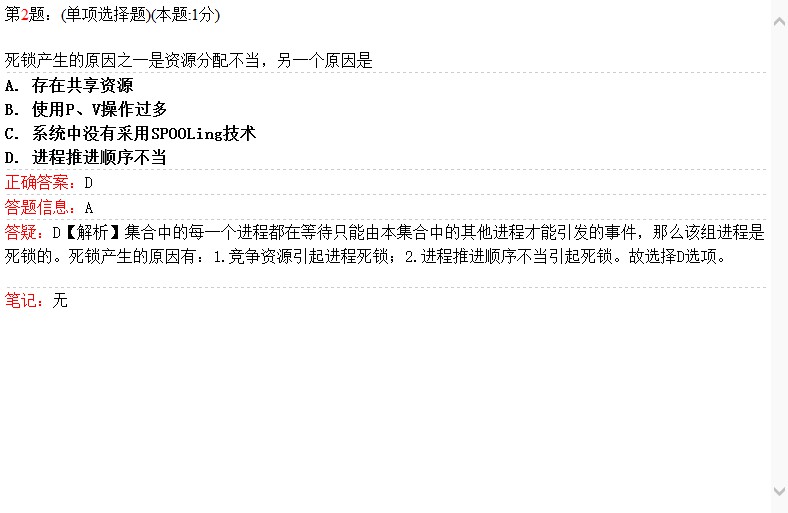 第2题：(单项选择题)(本题:1分)
死锁产生的原因之一是资源分配不当，另一个原因是
A. 存在共享资源
B. 使用P、V操作过多
C. 系统中没有采用SPOOLing技术
D. 进程推进顺序不当
正确答案：D
答题信息：A
答疑：D【解析】集合中的每一个进程都在等待只能由本集合中的其他进程才能引发的事件，那么该组进程是
死锁的。死锁产生的原因有：1.竞争资源引起进程死锁；2.进程推进顺序不当引起死锁。故选择D选项。
笔记：无